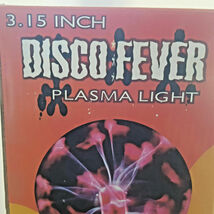 3.15 INCH
DISCO FEVER
PLASMA LIGHT